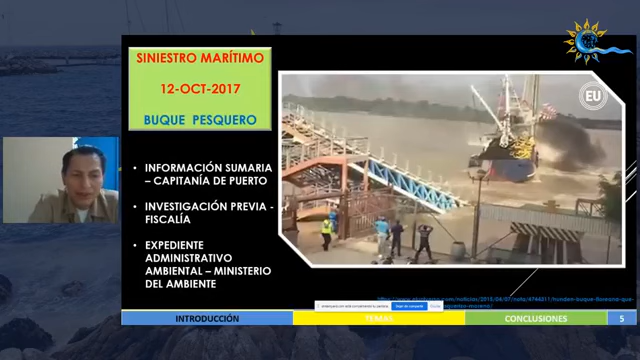 SINIESTRO MARÍTIMO
12-OCT-2017
BUQUE PESQUERO
EU
• INFORMACIÓN SUMARIA
– CAPITANÍA DE PUERTO
• INVESTIGACIÓN PREVIA -
FISCALÍA
• EXPEDIENTE
ADMINISTRATIVO
AMBIENTAL – MINISTERIO
DEL AMBIENTE
INTRODUCCIÓN
TEMAS
CONCLUSIONES
5